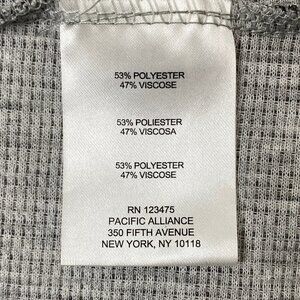 53% POLYESTER
47% VISCOSE
53% POLIESTER
47% VISCOSA
53% POLYESTER
47% VISCOSE
RN 123475
PACIFIC ALLIANCE
350 FIFTH AVENUE
NEW YORK, NY 10118